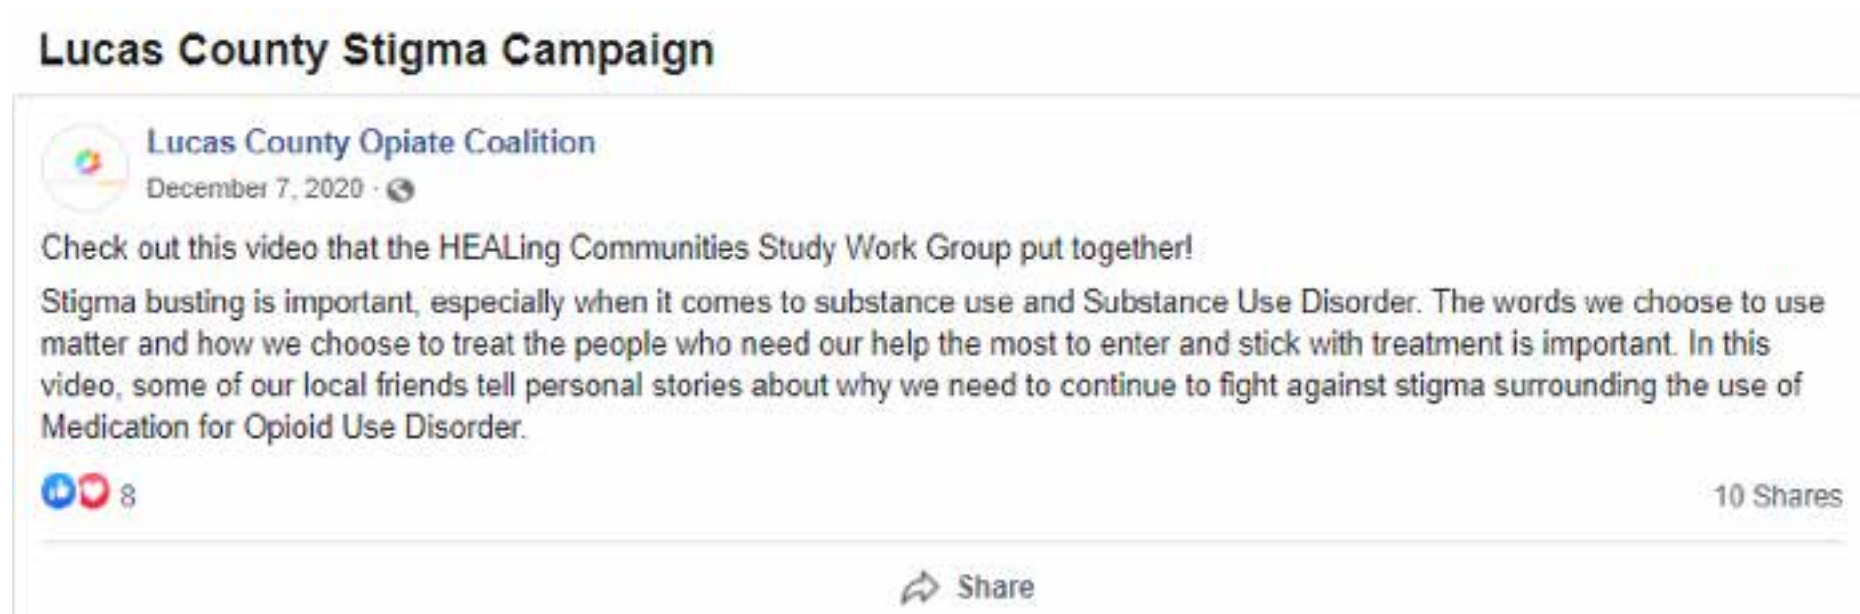 Lucas County Stigma Campaign
Lucas County Opiate Coalition
December 7, 2020 ·
Check out this video that the HEALing Communities Study Work Group put together!
Stigma busting is important, especially when it comes to substance use and Substance Use Disorder. The words we choose to use
matter and how we choose to treat the people who need our help the most to enter and stick with treatment is important. In this
video, some of our local friends tell personal stories about why we need to continue to fight against stigma surrounding the use of
Medication for Opioid Use Disorder.
8
10 Shares
Share